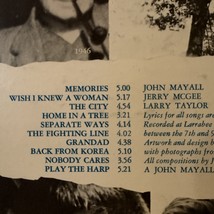 1946
MEMORIES 5.00 JOHN MAYALL
WISH I KNEW A WOMAN 5.17 JERRY MCGEE
THE CITY 4.54 LARRY TAYLOR
HOME IN A TREE 5.21 Lyrics for all songs are
SEPARATE WAYS 4.14 Recorded at Larrabee
THE FIGHTING LINE 4.02 between the 7th and
GRANDAD 4.38 Artwork and design b
BACK FROM KOREA 5.10 with photographs from
NOBODY CARES 3.56 All compositions by J
PLAY THE HARP 5.21 A JOHN MAYALL